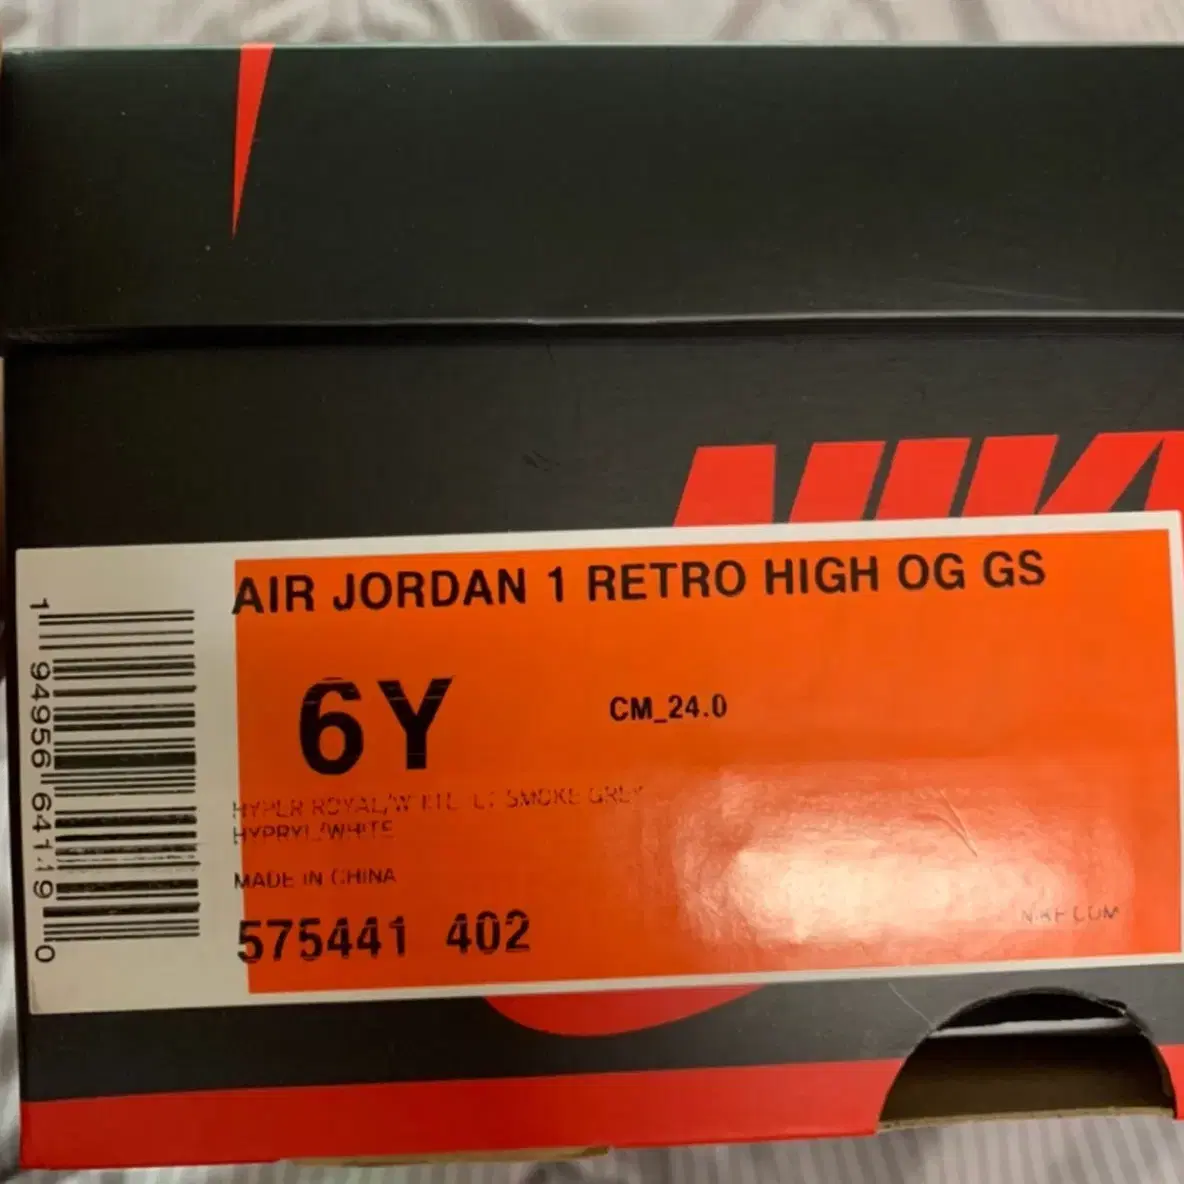 NIKE
AIR JORDAN 1 RETRO HIGH OG GS
6Y
CM_24.0
HYPER ROYAL/WHITE-LT SMOKE GREY
HYPRYL/WHITE
MADE IN CHINA
575441 402
NIKE.COM
1 94956 64119 0